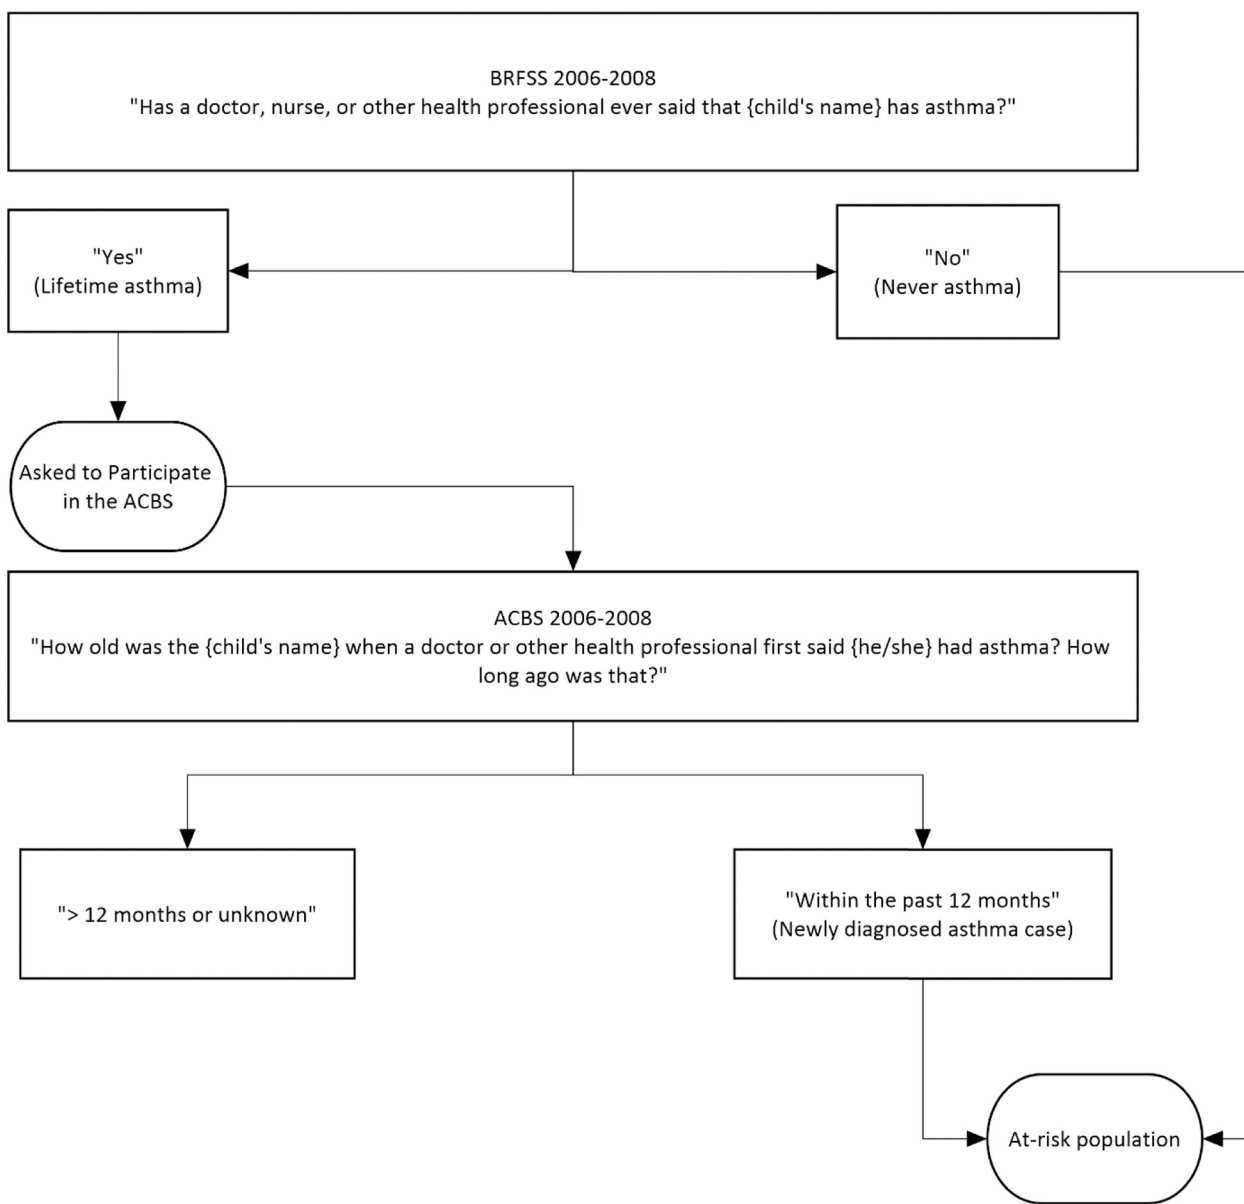 BRFSS 2006-2008
"Has a doctor, nurse, or other health professional ever said that {child's name} has asthma?"
"Yes"
(Lifetime asthma)
"No"
(Never asthma)
Asked to Participate
in the ACBS
ACBS 2006-2008
"How old was the {child's name} when a doctor or other health professional first said {he/she} had asthma? How
long ago was that?"
"> 12 months or unknown"
"Within the past 12 months"
(Newly diagnosed asthma case)
At-risk population